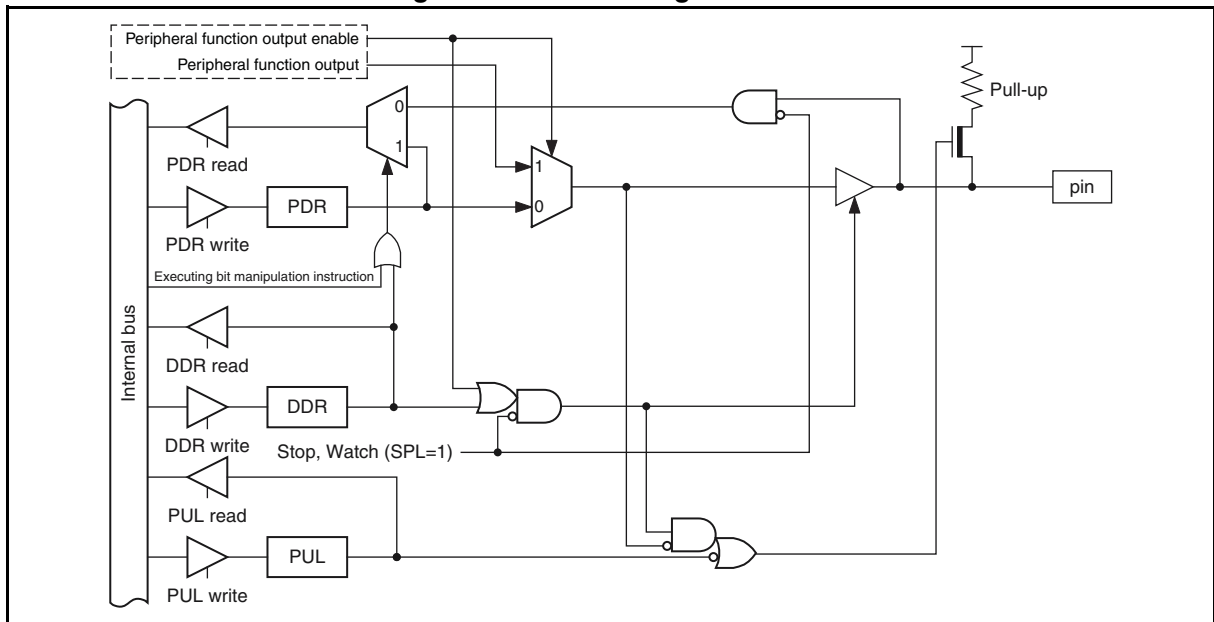 Peripheral function output enable
Peripheral function output
Pull-up
0
1
PDR read
1
pin
PDR
0
PDR write
Executing bit manipulation instruction
Internal bus
DDR read
DDR
DDR write
Stop, Watch (SPL=1)
PUL read
PUL
PUL write